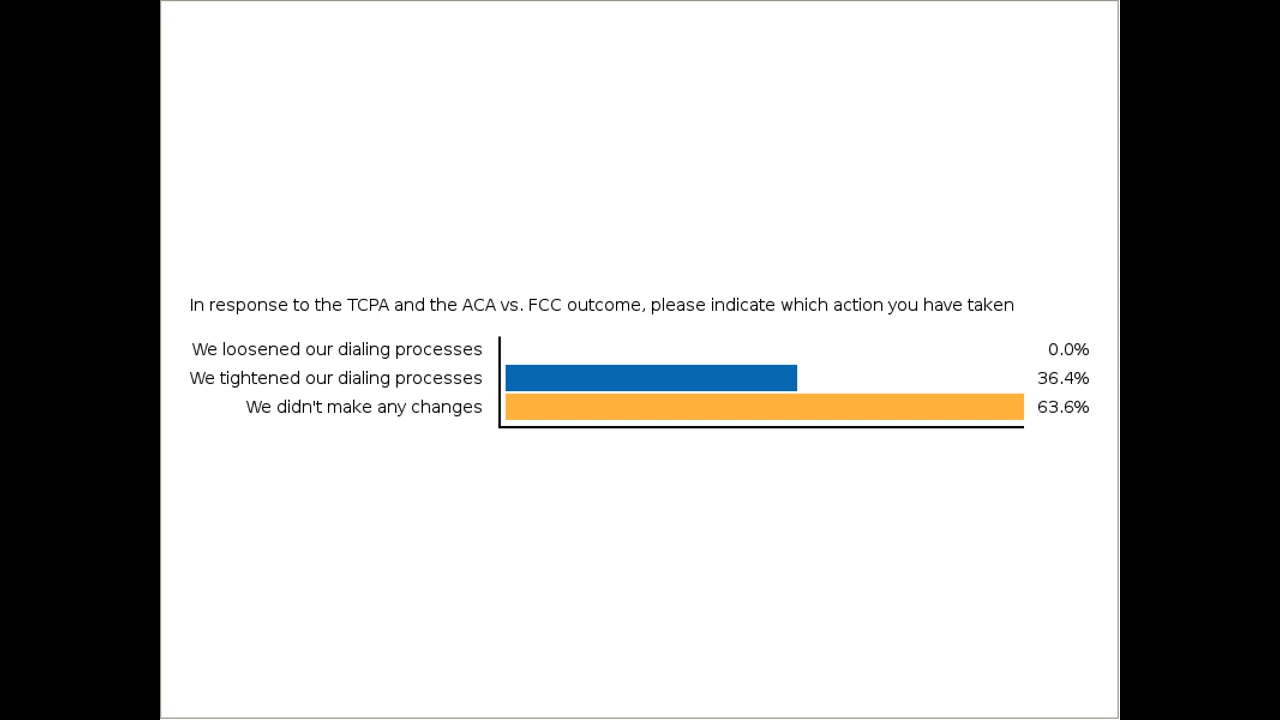 In response to the TCPA and the ACA vs. FCC outcome, please indicate which action you have taken
We loosened our dialing processes 0.0%
We tightened our dialing processes 36.4%
We didn't make any changes 63.6%